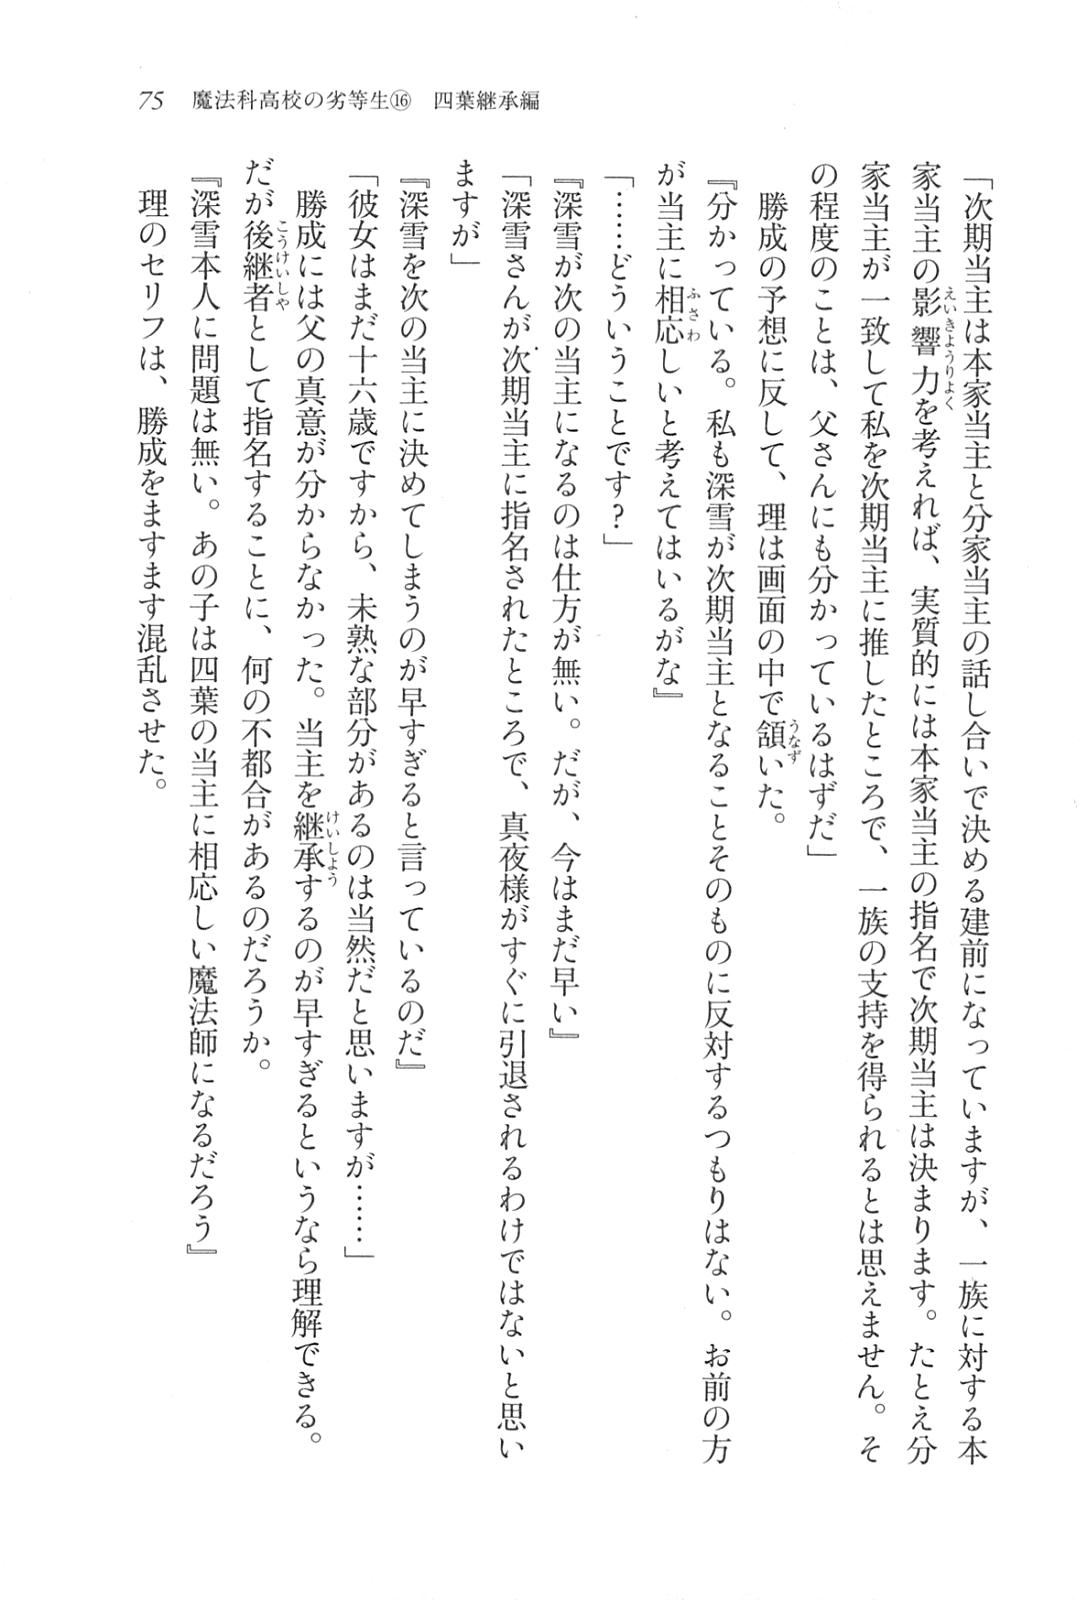 75　魔法科高校の劣等生⑯　四葉継承編
「次期当主は本家当主と分家当主の話し合いで決める建前になっていますが、一族に対する本
家当主の影響力を考えれば、実質的には本家当主の指名で次期当主は決まります。たとえ分
家当主が一致して私を次期当主に推したところで、一族の支持を得られるとは思えません。そ
の程度のことは、父さんにも分かっているはずだ」
　勝成の予想に反して、理は画面の中で頷いた。
『分かっている。私も深雪が次期当主となることそのものに反対するつもりはない。お前の方
が当主に相応しいと考えてはいるがな』
「……どういうことです？」
『深雪が次の当主になるのは仕方が無い。だが、今はまだ早い』
「深雪さんが次期当主に指名されたところで、真夜様がすぐに引退されるわけではないと思い
ますが」
『深雪を次の当主に決めてしまうのが早すぎると言っているのだ』
「彼女はまだ十六歳ですから、未熟な部分があるのは当然だと思いますが……」
　勝成には父の真意が分からなかった。当主を継承するのが早すぎるというなら理解できる。
だが後継者として指名することに、何の不都合があるのだろうか。
『深雪本人に問題は無い。あの子は四葉の当主に相応しい魔法師になるだろう』
　理のセリフは、勝成をますます混乱させた。